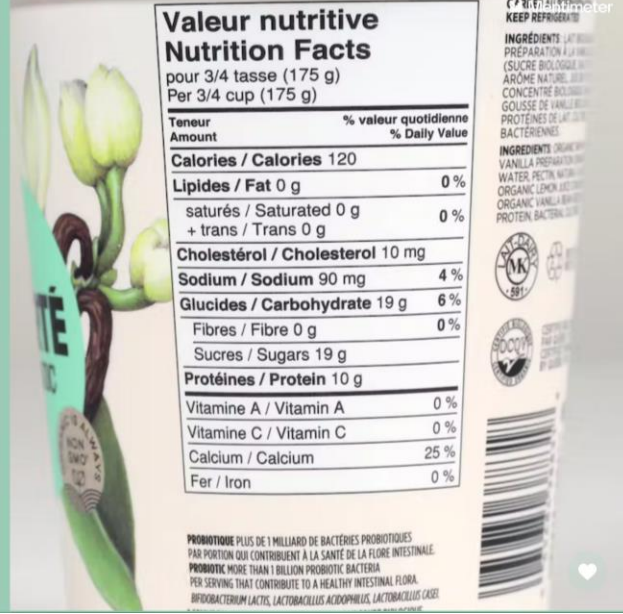 Mentimeter
KEEP REFRIGERATED
Valeur nutritive
Nutrition Facts
pour 3/4 tasse (175 g)
Per 3/4 cup (175 g)
Teneur % valeur quotidienne
Amount % Daily Value
Calories / Calories 120
Lipides / Fat 0 g 0 %
saturés / Saturated 0 g 0 %
+ trans / Trans 0 g
Cholestérol / Cholesterol 10 mg
Sodium / Sodium 90 mg 4 %
Glucides / Carbohydrate 19 g 6 %
Fibres / Fibre 0 g 0 %
Sucres / Sugars 19 g
Protéines / Protein 10 g
Vitamine A / Vitamin A 0 %
Vitamine C / Vitamin C 0 %
Calcium / Calcium 25 %
Fer / Iron 0 %
PROBIOTIQUE PLUS DE 1 MILLIARD DE BACTÉRIES PROBIOTIQUES
PAR PORTION QUI CONTRIBUENT À LA SANTÉ DE LA FLORE INTESTINALE.
PROBIOTIC MORE THAN 1 BILLION PROBIOTIC BACTERIA
PER SERVING THAT CONTRIBUTE TO A HEALTHY INTESTINAL FLORA.
BIFIDOBACTERIUM LACTIS, LACTOBACILLUS ACIDOPHILUS, LACTOBACILLUS CASEI
INGRÉDIENTS:
PRÉPARATION À
(SUCRE BIOLOGIQUE
ARÔME NATUREL
CONCENTRÉ
GOUSSE DE VANILLE
PROTÉINES DE LAIT
BACTÉRIENNES
INGREDIENTS
VANILLA PREPARATION
WATER, PECTIN
ORGANIC LEMON
ORGANIC VANILLA
PROTEIN, BACTERIAL
LAIT-DAIRY
MK
591
TÉ
IC
ALWAYS
NON
GMO